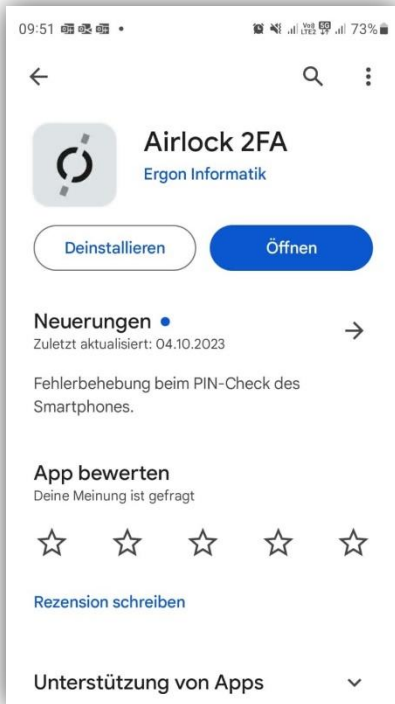 09:51 73%
Airlock 2FA
Ergon Informatik
Deinstallieren Öffnen
Neuerungen
Zuletzt aktualisiert: 04.10.2023
Fehlerbehebung beim PIN-Check des
Smartphones.
App bewerten
Deine Meinung ist gefragt
Rezension schreiben
Unterstützung von Apps